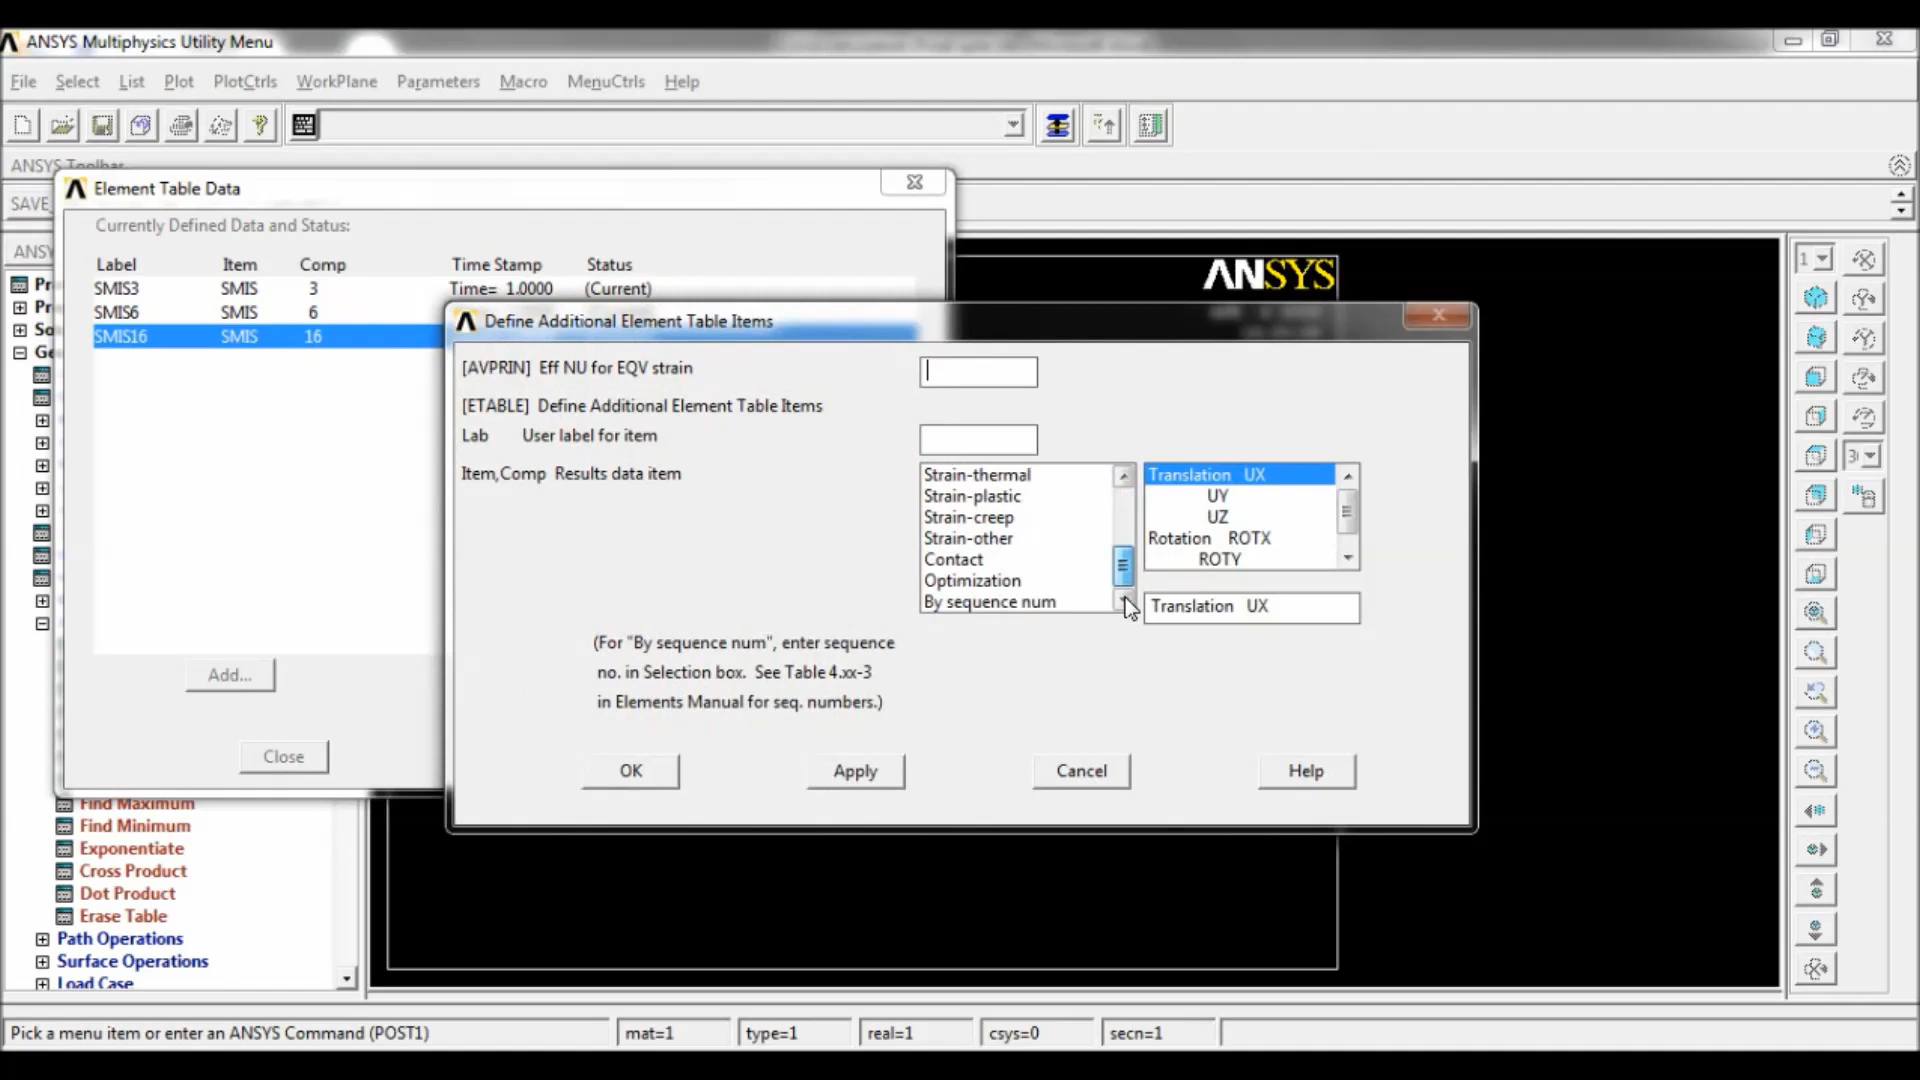 ANSYS Multiphysics Utility Menu
File Select List Plot PlotCtrls WorkPlane Parameters Macro MenuCtrls Help
ANSYS Toolbar
SAVE_
Element Table Data
Currently Defined Data and Status:
Label Item Comp Time Stamp Status
SMIS3 SMIS 3 Time= 1.0000 (Current)
SMIS6 SMIS 6
SMIS16 SMIS 16
Add...
Close
ANSYS
Define Additional Element Table Items
[AVPRIN] Eff NU for EQV strain
[ETABLE] Define Additional Element Table Items
Lab User label for item
Item,Comp Results data item
Strain-thermal
Strain-plastic
Strain-creep
Strain-other
Contact
Optimization
By sequence num
Translation UX
UY
UZ
Rotation ROTX
ROTY
Translation UX
(For "By sequence num", enter sequence
no. in Selection box. See Table 4.xx-3
in Elements Manual for seq. numbers.)
OK Apply Cancel Help
1
Find Maximum
Find Minimum
Exponentiate
Cross Product
Dot Product
Erase Table
Path Operations
Surface Operations
Load Case
Pick a menu item or enter an ANSYS Command (POST1) mat=1 type=1 real=1 csys=0 secn=1